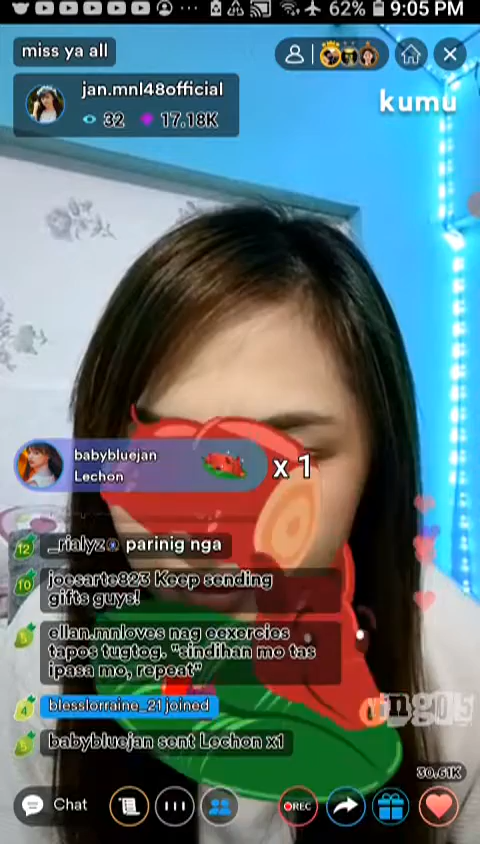 62% 9:05 PM
miss ya all
jan.mnl48official
32 17.18K
kumu
babybluejan
Lechon
x 1
12 _rialyz parinig nga
10 joesarte823 Keep sending
gifts guys!
ellan.mnloves nag eexercies
tapos tugtog. "sindihan mo tas
ipasa mo, repeat"
4 blesslorraine_21 joined
5 babybluejan sent Lechon x1
30.61K
Chat
REC